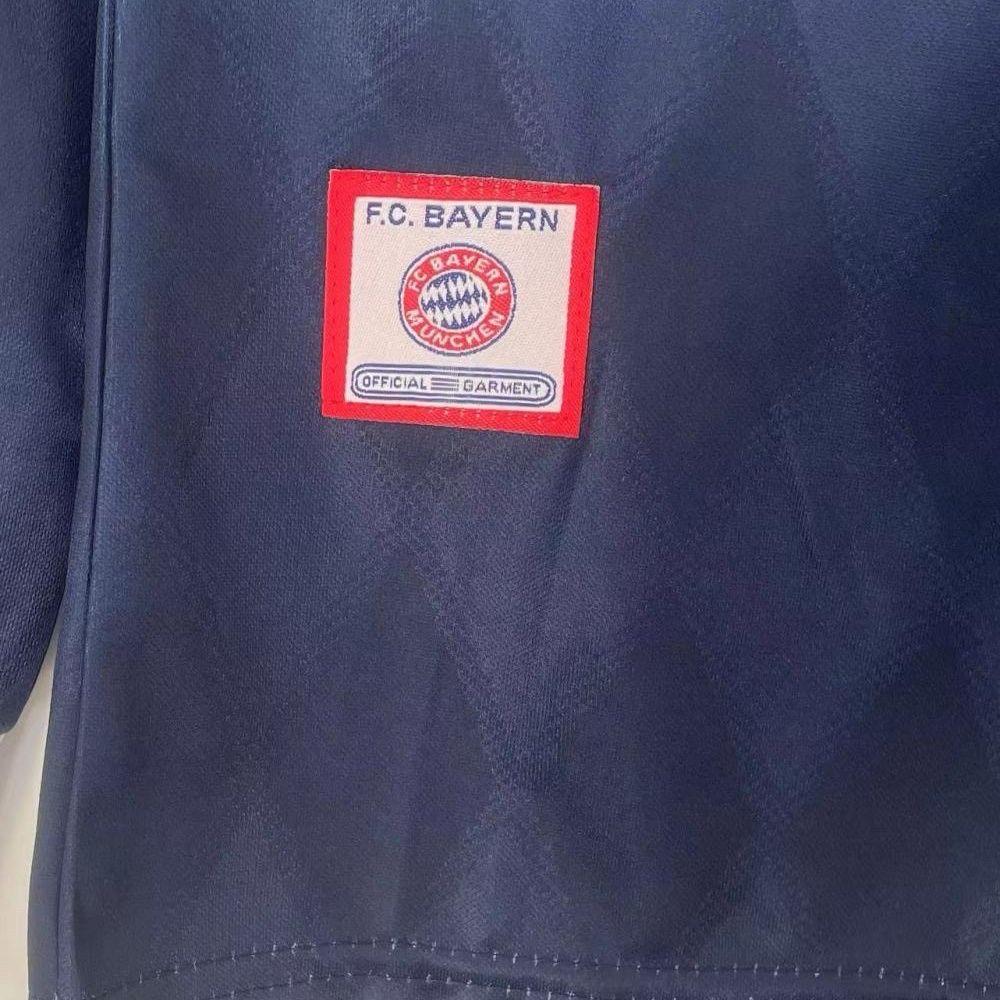 F.C. BAYERN
FC BAYERN
MÜNCHEN
OFFICIAL GARMENT